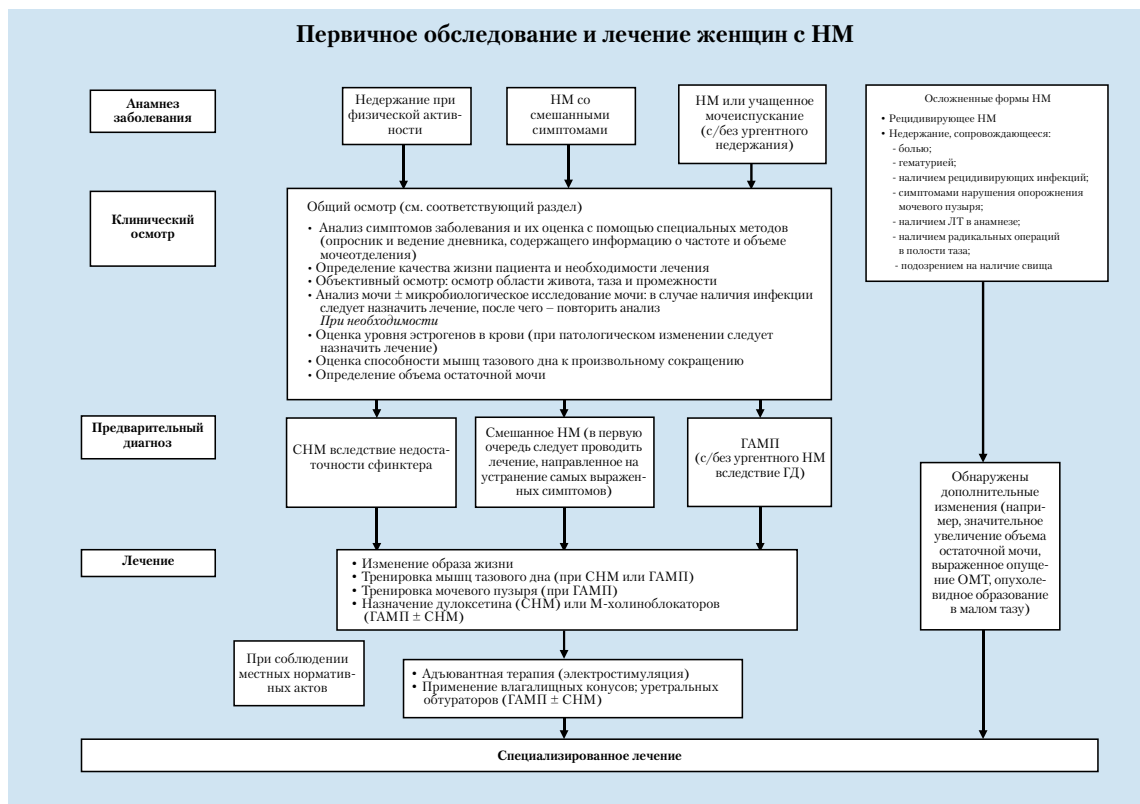 Первичное обследование и лечение женщин с НМ
Анамнез
заболевания
Недержание при
физической актив-
ности
НМ со
смешанными
симптомами
НМ или учащенное
мочеиспускание
(с/без ургентного
недержания)
Осложненные формы НМ
• Рецидивирующее НМ
• Недержание, сопровождающееся:
- болью;
- гематурией;
- наличием рецидивирующих инфекций;
- симптомами нарушения опорожнения
мочевого пузыря;
- наличием ЛТ в анамнезе;
- наличием радикальных операций
в полости таза;
- подозрением на наличие свища
Клинический
осмотр
Общий осмотр (см. соответствующий раздел)
• Анализ симптомов заболевания и их оценка с помощью специальных методов
(опросник и ведение дневника, содержащего информацию о частоте и объеме
мочеотделения)
• Определение качества жизни пациента и необходимости лечения
• Объективный осмотр: осмотр области живота, таза и промежности
• Анализ мочи ± микробиологическое исследование мочи: в случае наличия инфекции
следует назначить лечение, после чего – повторить анализ
При необходимости
• Оценка уровня эстрогенов в крови (при патологическом изменении следует
назначить лечение)
• Оценка способности мышц тазового дна к произвольному сокращению
• Определение объема остаточной мочи
Предварительный
диагноз
СНМ вследствие недоста-
точности сфинктера
Смешанное НМ (в первую
очередь следует проводить
лечение, направленное на
устранение самых выражен-
ных симптомов)
ГАМП
(с/без ургентного НМ
вследствие ГД)
Обнаружены
дополнительные
изменения (напри-
мер, значительное
увеличение объема
остаточной мочи,
выраженное опуще-
ние ОМТ, опухоле-
видное образование
в малом тазу)
Лечение
• Изменение образа жизни
• Тренировка мышц тазового дна (при СНМ или ГАМП)
• Тренировка мочевого пузыря (при ГАМП)
• Назначение дулоксетина (СНМ) или М-холиноблокаторов
(ГАМП ± СНМ)
При соблюдении
местных норматив-
ных актов
• Адъювантная терапия (электростимуляция)
• Применение влагалищных конусов; уретральных
обтураторов (ГАМП ± СНМ)
Специализированное лечение